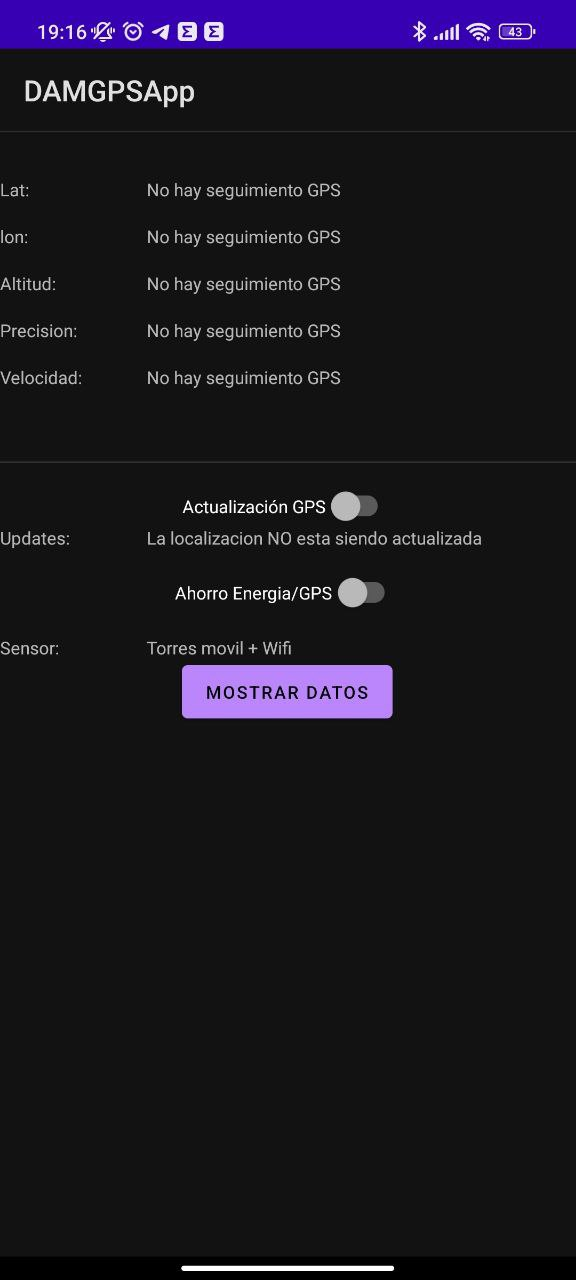 19:16 43
DAMGPSApp
Lat: No hay seguimiento GPS
lon: No hay seguimiento GPS
Altitud: No hay seguimiento GPS
Precision: No hay seguimiento GPS
Velocidad: No hay seguimiento GPS
Actualización GPS
Updates: La localizacion NO esta siendo actualizada
Ahorro Energia/GPS
Sensor: Torres movil + Wifi
MOSTRAR DATOS